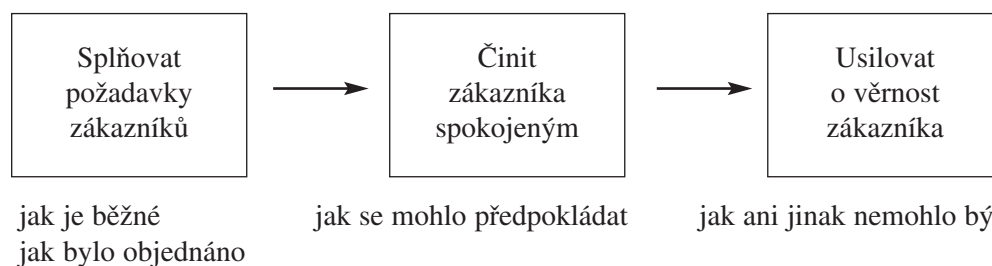 Splňovat
požadavky
zákazníků
Činit
zákazníka
spokojeným
Usilovat
o věrnost
zákazníka
jak je běžné
jak bylo objednáno
jak se mohlo předpokládat
jak ani jinak nemohlo bý